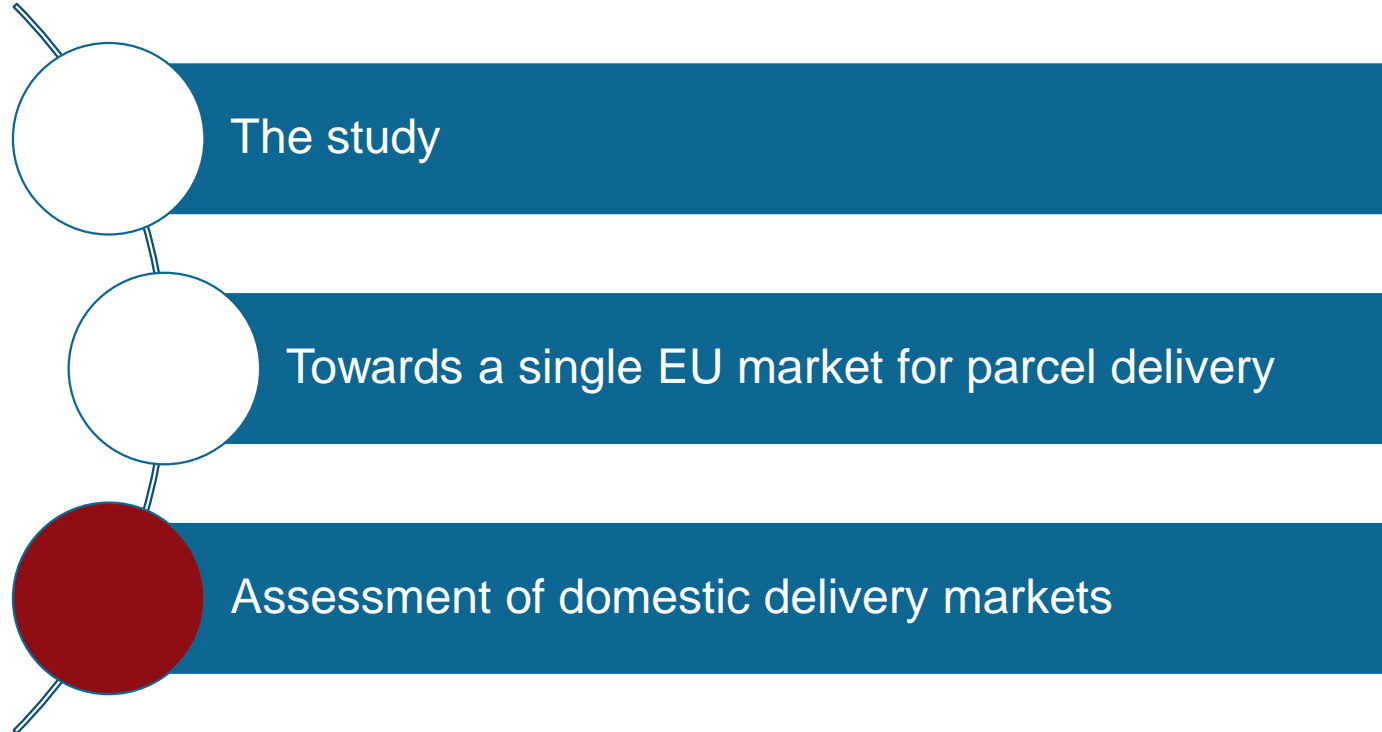 The study
Towards a single EU market for parcel delivery
Assessment of domestic delivery markets